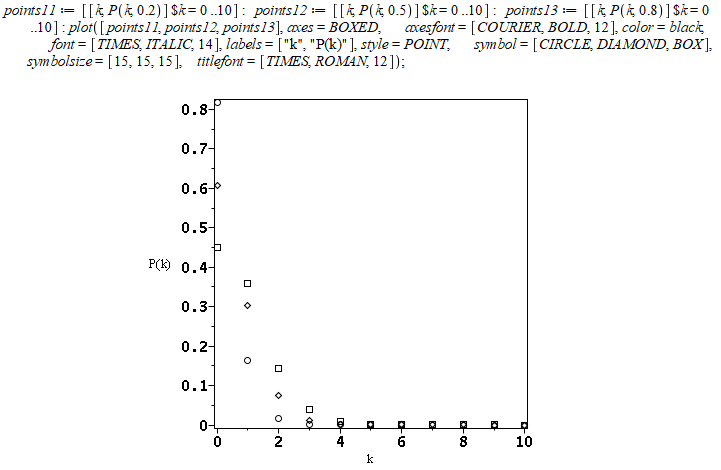 points11 := [[k, P(k, 0.2)] $k = 0 ..10] : points12 := [[k, P(k, 0.5)] $k = 0 ..10] : points13 := [[k, P(k, 0.8)] $k = 0
..10] : plot([points11, points12, points13], axes = BOXED, axesfont = [COURIER, BOLD, 12], color = black,
font = [TIMES, ITALIC, 14], labels = ["k", "P(k)"], style = POINT, symbol = [CIRCLE, DIAMOND, BOX],
symbolsize = [15, 15, 15], titlefont = [TIMES, ROMAN, 12]);
0.8
0.7
0.6
0.5
P(k) 0.4
0.3
0.2
0.1
0
0 2 4 6 8 10
k